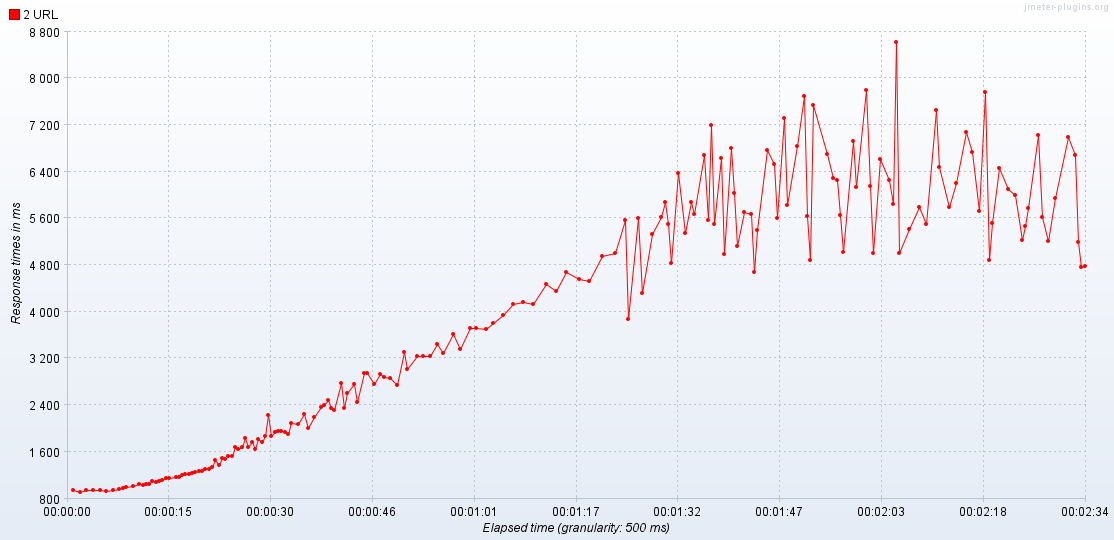 jmeter-plugins.org
2 URL
8 800
8 000
7 200
6 400
5 600
4 800
4 000
3 200
2 400
1 600
800
Response times in ms
00:00:00 00:00:15 00:00:30 00:00:46 00:01:01 00:01:17 00:01:32 00:01:47 00:02:03 00:02:18 00:02:34
Elapsed time (granularity: 500 ms)